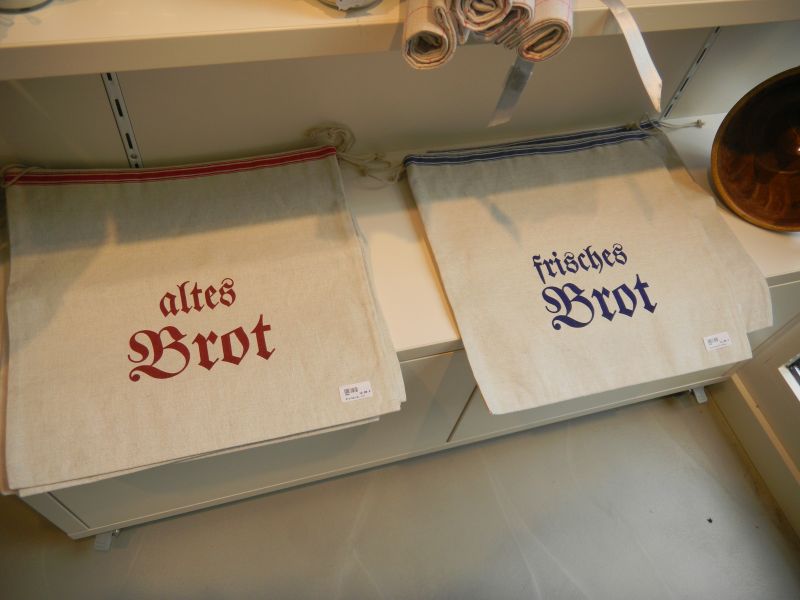 altes
Brot
frisches
Brot